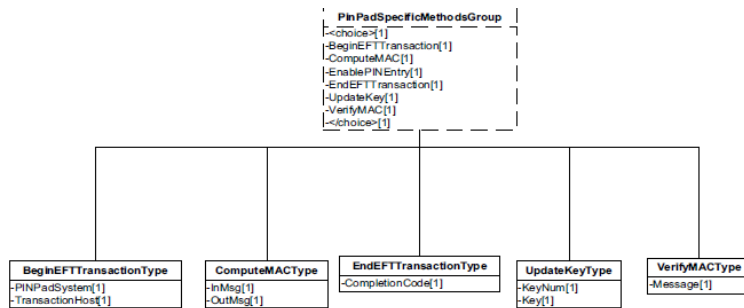 PInPadSpecificMethodsGroup
-<choice>[1]
-BeginEFTTransaction[1]
-ComputeMAC[1]
-EnablePINEntry[1]
-EndEFTTransaction[1]
-UpdateKey[1]
-VerifyMAC[1]
-</choice>[1]
BeginEFTTransactionType
-PINPadSystem[1]
-TransactionHost[1]
ComputeMACType
-InMsg[1]
-OutMsg[1]
EndEFTTransactionType
-CompletionCode[1]
UpdateKeyType
-KeyNum[1]
-Key[1]
VerifyMACType
-Message[1]